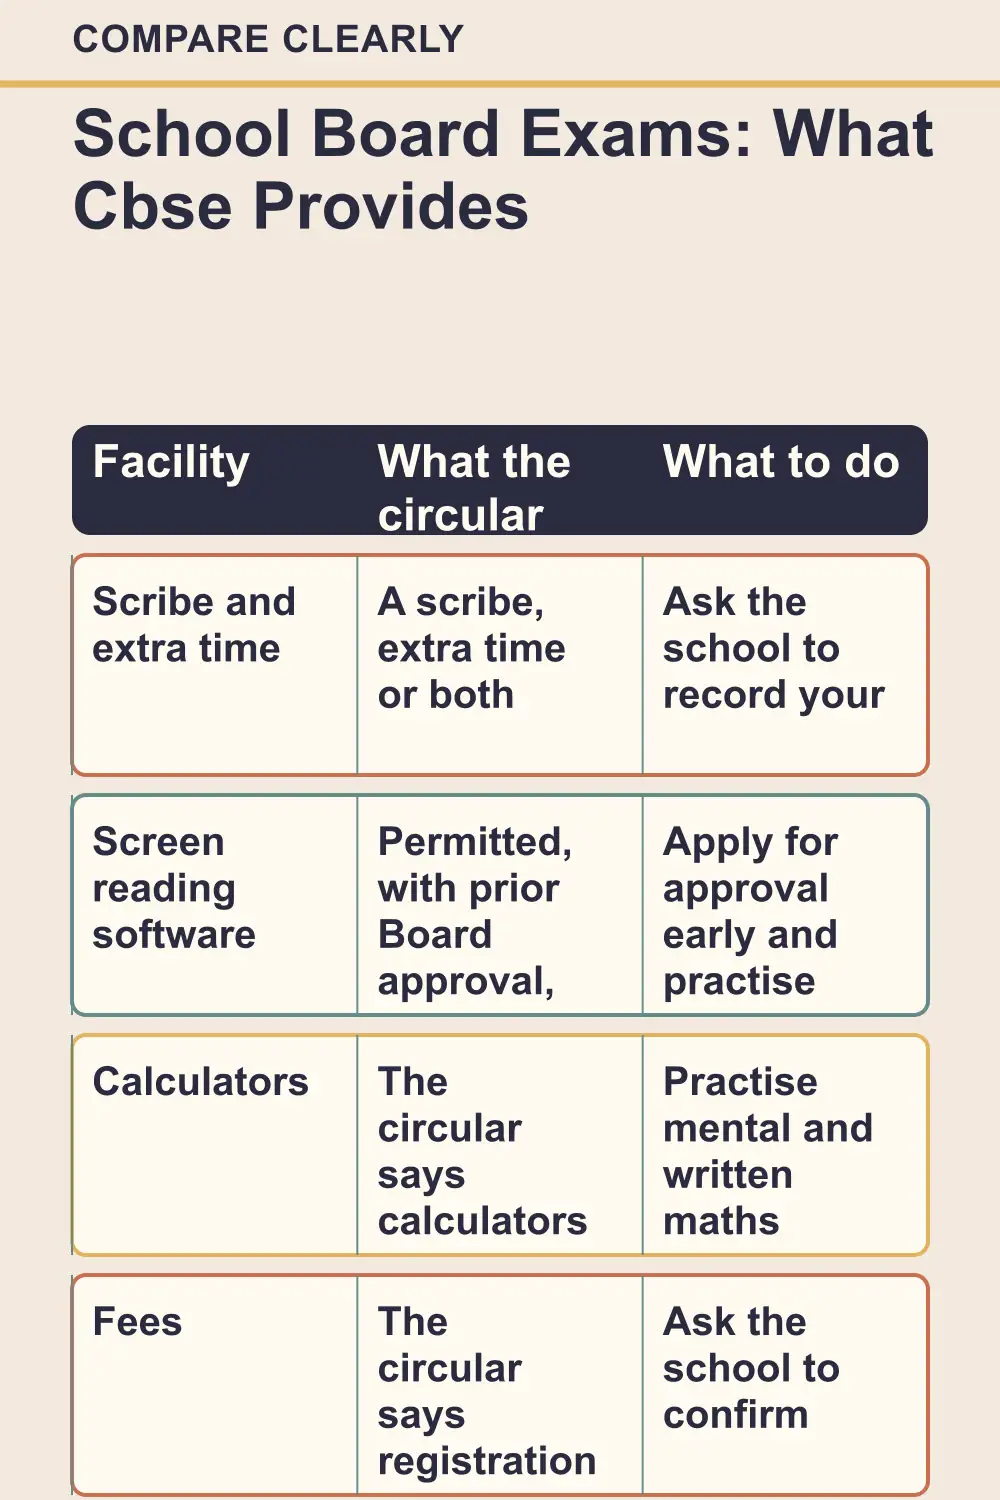 COMPARE CLEARLY
School Board Exams: What
Cbse Provides
Facility
What the
circular
What to do
Scribe and
extra time
A scribe,
extra time
or both
Ask the
school to
record your
Screen
reading
software
Permitted,
with prior
Board
approval,
Apply for
approval
early and
practise
Calculators
The
circular
says
calculators
Practise
mental and
written
maths
Fees
The
circular
says
registration
Ask the
school to
confirm